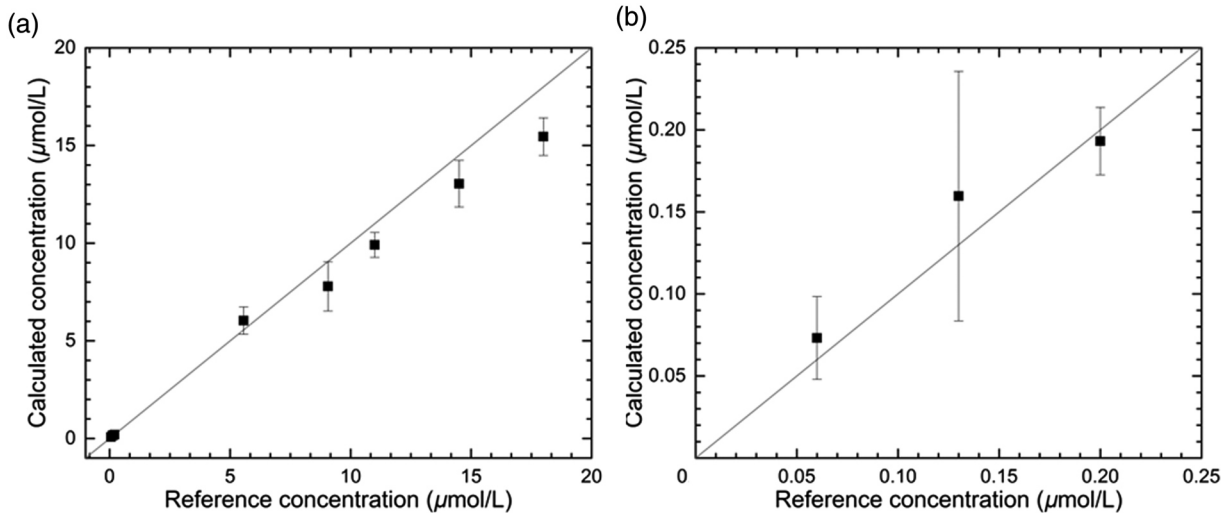 (a)
20
15
10
5
0
Calculated concentration (µmol/L)
0 5 10 15 20
Reference concentration (µmol/L)
(b)
0.25
0.20
0.15
0.10
0.05
Calculated concentration (µmol/L)
0 0.05 0.10 0.15 0.20 0.25
Reference concentration (µmol/L)